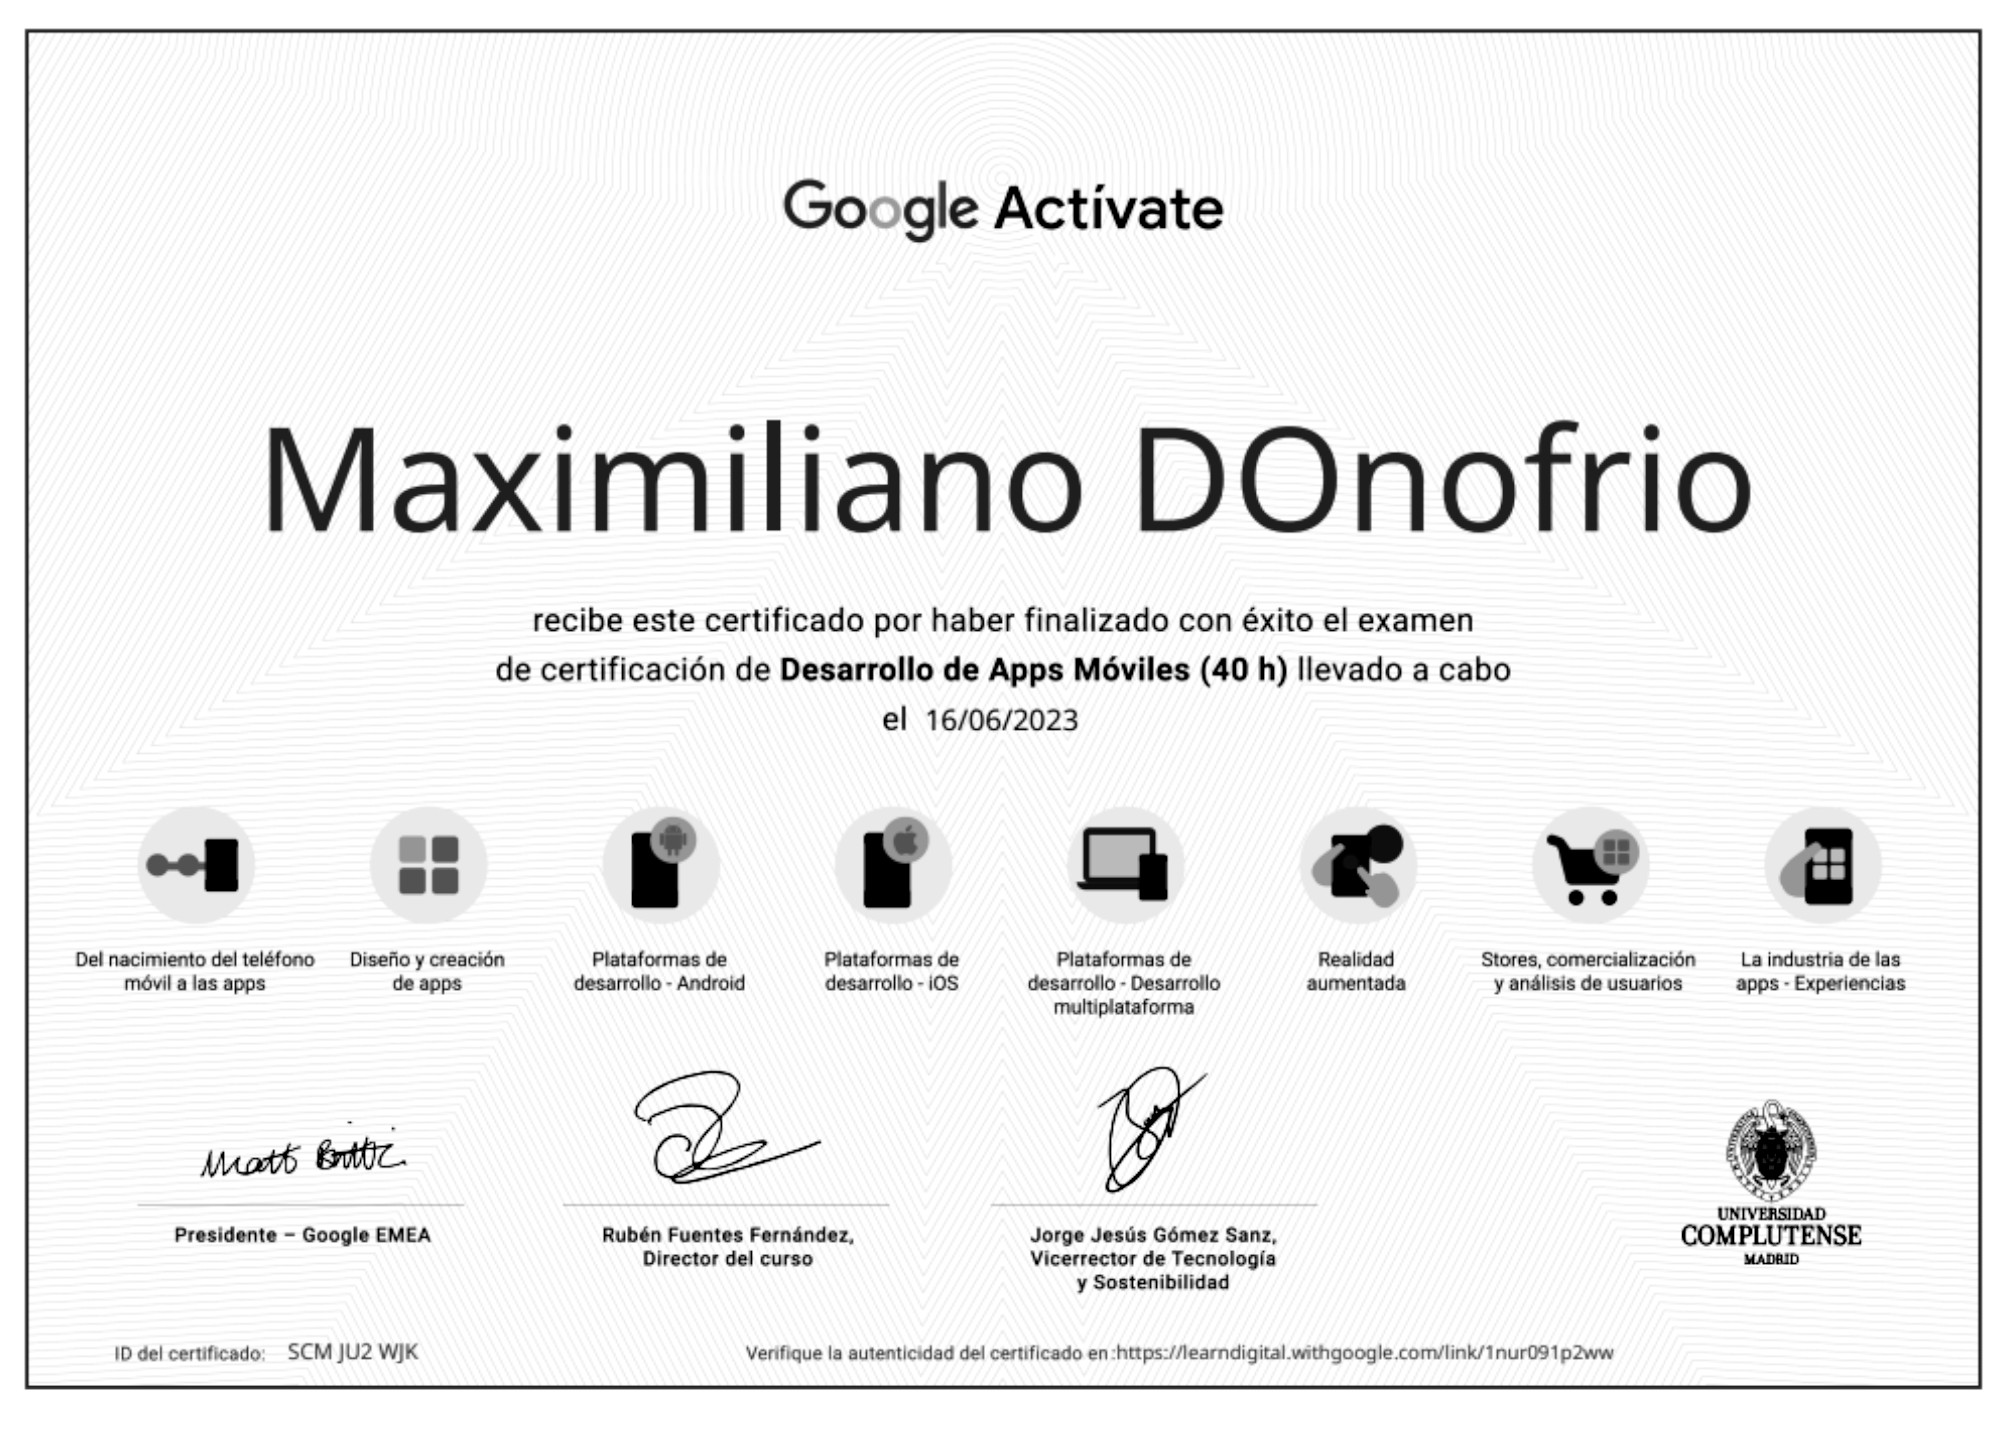 Google Actívate
Maximiliano DOnofrio
recibe este certificado por haber finalizado con éxito el examen
de certificación de Desarrollo de Apps Móviles (40 h) llevado a cabo
el 16/06/2023
Del nacimiento del teléfono
móvil a las apps
Diseño y creación
de apps
Plataformas de
desarrollo - Android
Plataformas de
desarrollo - iOS
Plataformas de
desarrollo - Desarrollo
multiplataforma
Realidad
aumentada
Stores, comercialización
y análisis de usuarios
La industria de las
apps - Experiencias
Matt
Presidente – Google EMEA
Rubén Fuentes Fernández,
Director del curso
Jorge Jesús Gómez Sanz,
Vicerrector de Tecnología
y Sostenibilidad
UNIVERSIDAD
COMPLUTENSE
MADRID
ID del certificado: SCM JU2 WJK
Verifique la autenticidad del certificado en:https://learndigital.withgoogle.com/link/1nur091p2ww